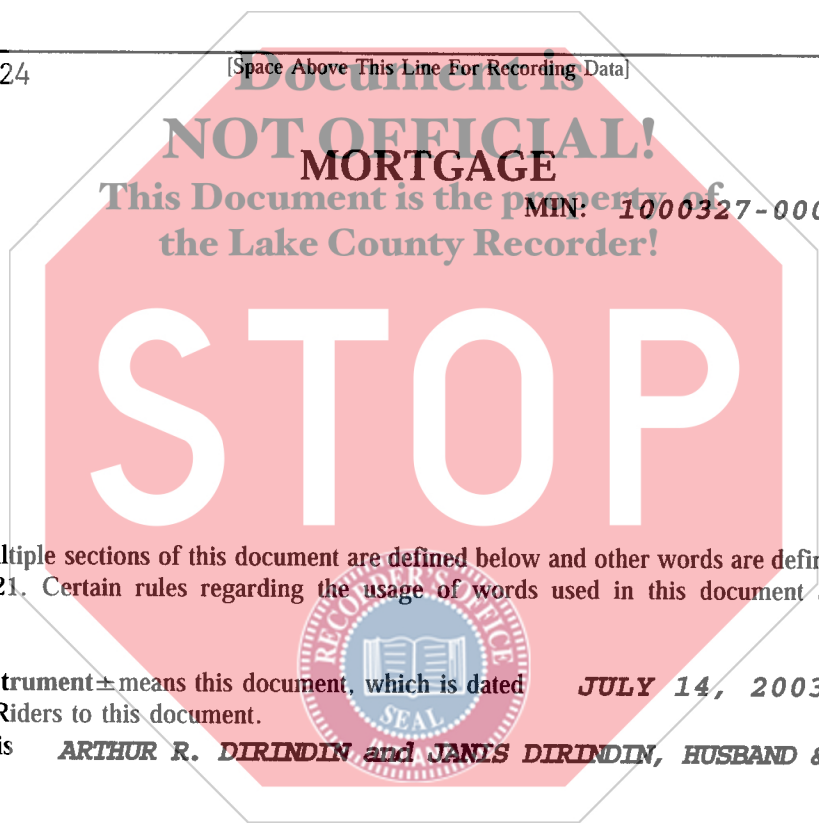 Document is
24 [Space Above This Line For Recording Data]
NOT OFFICIAL!
MORTGAGE
This Document is the property of
MIN: 1000327-000
the Lake County Recorder!
STOP
ltiple sections of this document are defined below and other words are defin
21. Certain rules regarding the usage of words used in this document
RECORDER'S OFFICE
trument± means this document, which is dated JULY 14, 2003
Riders to this document.
SEAL
is ARTHUR R. DIRINDIN and JANIS DIRINDIN, HUSBAND &